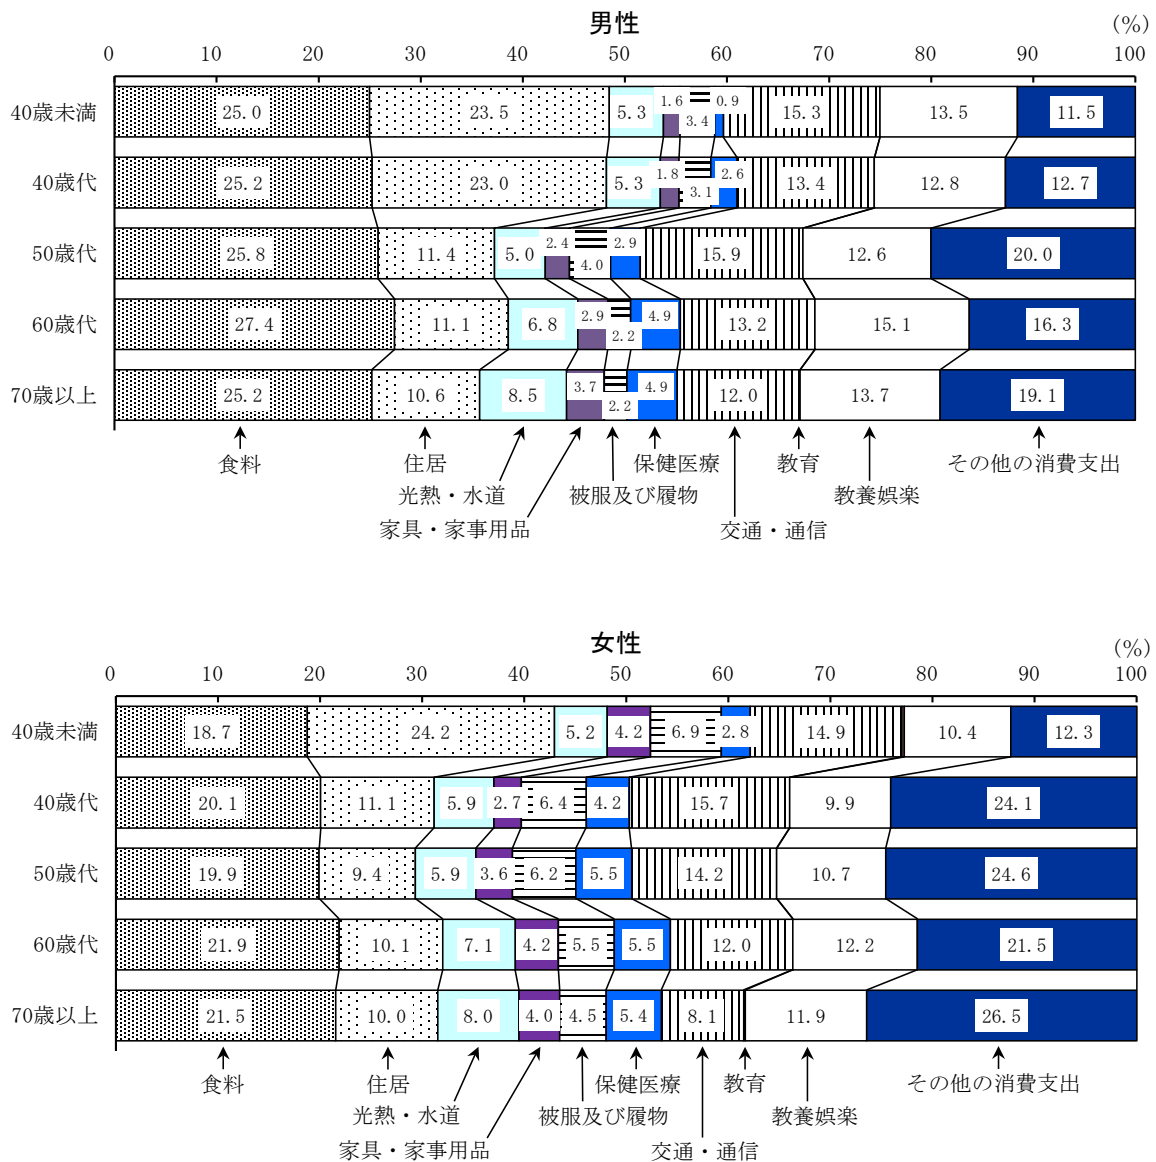 男性
(%)
0 10 20 30 40 50 60 70 80 90 100
40歳未満 25.0 23.5 5.3 1.6 3.4 0.9 15.3 13.5 11.5
40歳代 25.2 23.0 5.3 1.8 3.1 2.6 13.4 12.8 12.7
50歳代 25.8 11.4 5.0 2.4 4.0 2.9 15.9 12.6 20.0
60歳代 27.4 11.1 6.8 2.9 2.2 4.9 13.2 15.1 16.3
70歳以上 25.2 10.6 8.5 3.7 2.2 4.9 12.0 13.7 19.1
食料 住居 保健医療 教育 その他の消費支出
光熱・水道 被服及び履物 教養娯楽
家具・家事用品 交通・通信
女性
(%)
0 10 20 30 40 50 60 70 80 90 100
40歳未満 18.7 24.2 5.2 4.2 6.9 2.8 14.9 10.4 12.3
40歳代 20.1 11.1 5.9 2.7 6.4 4.2 15.7 9.9 24.1
50歳代 19.9 9.4 5.9 3.6 6.2 5.5 14.2 10.7 24.6
60歳代 21.9 10.1 7.1 4.2 5.5 5.5 12.0 12.2 21.5
70歳以上 21.5 10.0 8.0 4.0 4.5 5.4 8.1 11.9 26.5
食料 住居 保健医療 教育 その他の消費支出
光熱・水道 被服及び履物 教養娯楽
家具・家事用品 交通・通信